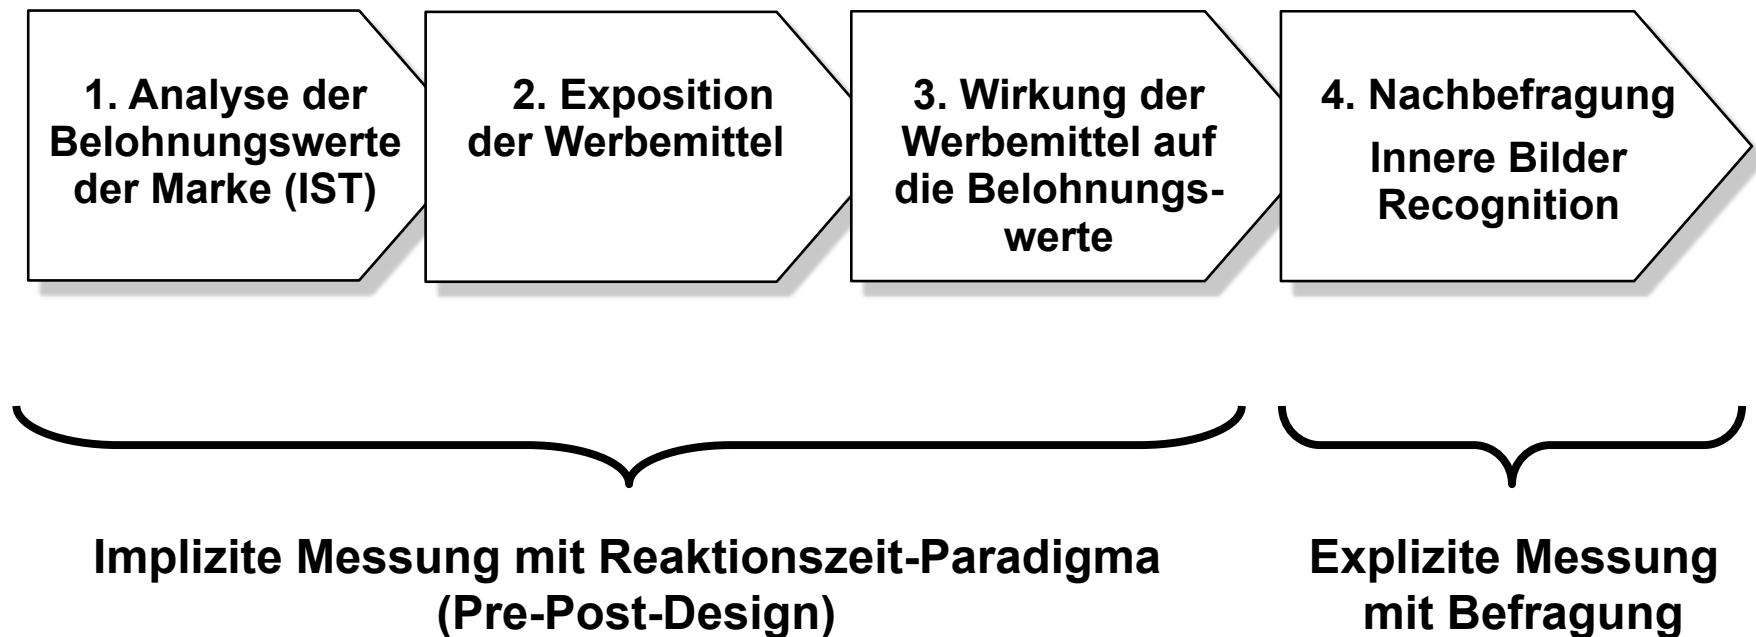 1. Analyse der
Belohnungswerte
der Marke (IST)
2. Exposition
der Werbemittel
3. Wirkung der
Werbemittel auf
die Belohnungs-
werte
4. Nachbefragung
Innere Bilder
Recognition
Implizite Messung mit Reaktionszeit-Paradigma
(Pre-Post-Design)
Explizite Messung
mit Befragung